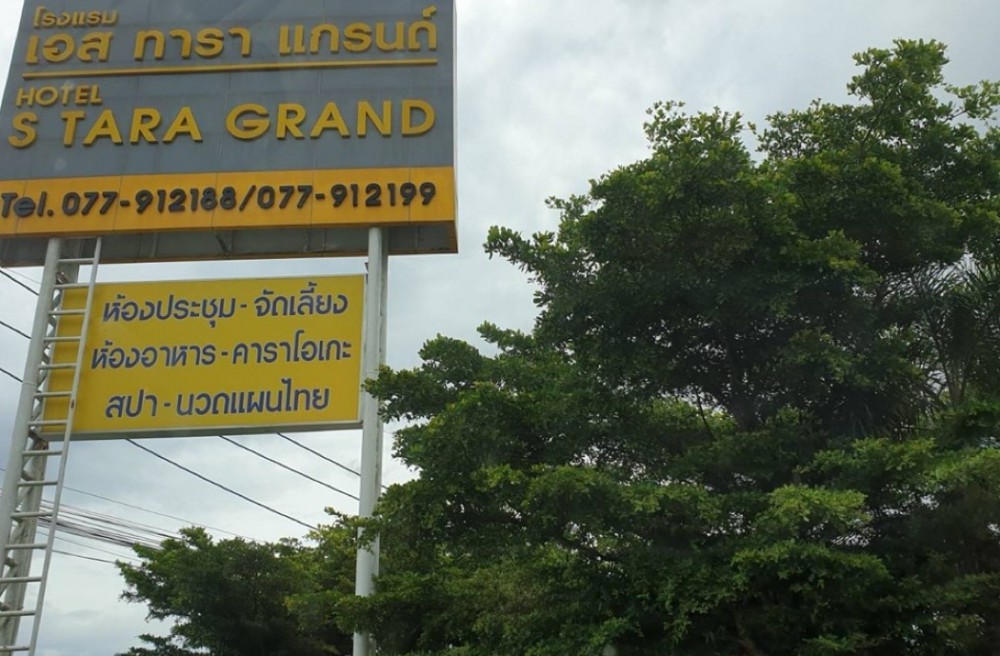 โรงแรม
เอส ทารา แกรนด์
HOTEL
S TARA GRAND
Tel. 077-912188/077-912199
ห้องประชุม - จัดเลี้ยง
ห้องอาหาร - คาราโอเกะ
สปา - นวดแผนไทย